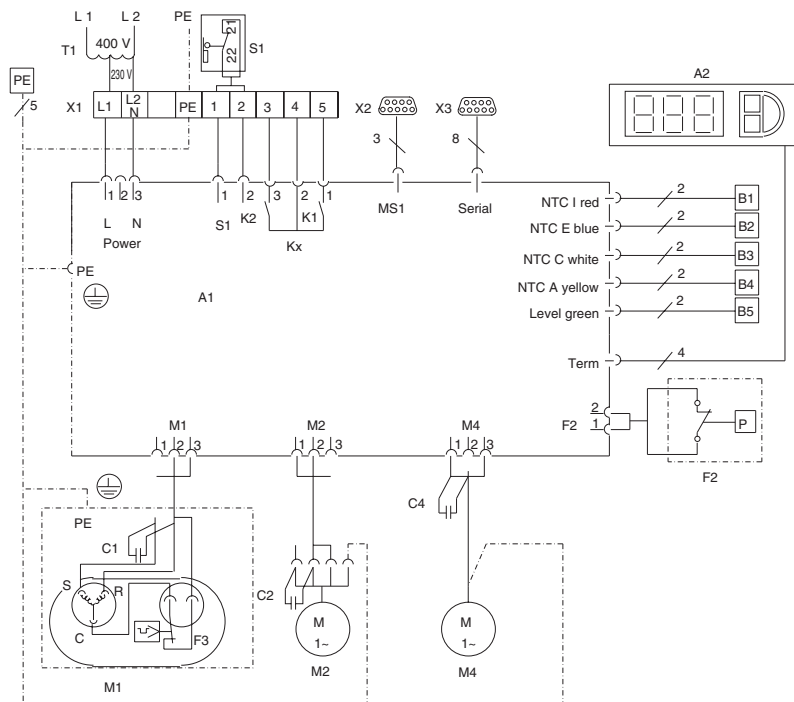 L 1 L 2 PE
T1 400 V 21 22 S1
230 V
PE
5
X1 L1 L2 N PE 1 2 3 4 5
X2 X3
3 8
A2
1 2 3 1 2 3 2 1
L N S1 K2 K1 MS1 Serial
Power Kx
NTC I red 2 B1
NTC E blue 2 B2
NTC C white 2 B3
NTC A yellow 2 B4
Level green 2 B5
PE
A1
Term 4
2
F2 1 P
F2
M1 M2 M4
1 2 3 1 2 3 1 2 3
PE
C1 C4
S R C2
C F3
M 1~ M 1~
M1 M2 M4